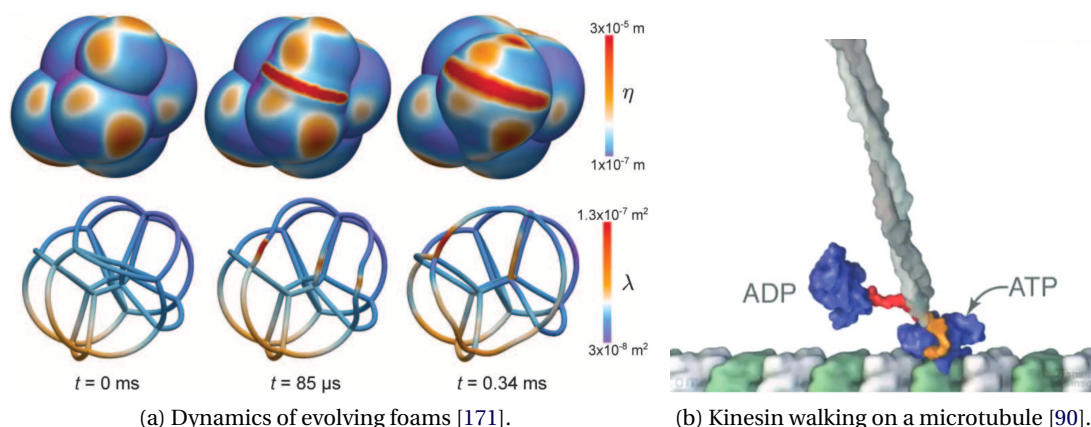 3x10⁻⁵ m
η
1x10⁻⁷ m
1.3x10⁻⁷ m²
λ
3x10⁻⁸ m²
t = 0 ms
t = 85 µs
t = 0.34 ms
(a) Dynamics of evolving foams [171].
ADP
ATP
(b) Kinesin walking on a microtubule [90].